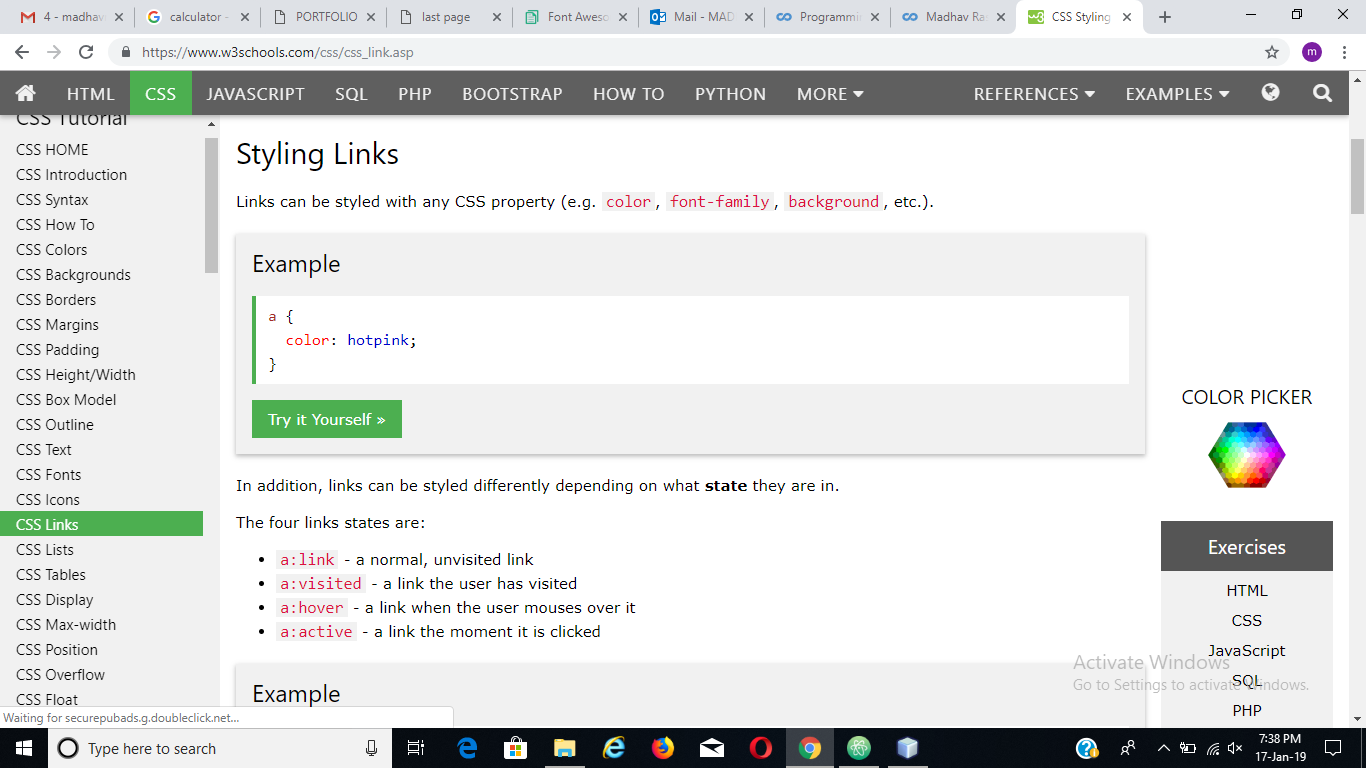 4 - madhav
calculator -
PORTFOLIO
last page
Font Aweso
Mail - MAD
Programmi
Madhav Ra
CSS Styling
https://www.w3schools.com/css/css_link.asp
m
HTML
CSS
JAVASCRIPT
SQL
PHP
BOOTSTRAP
HOW TO
PYTHON
MORE
REFERENCES
EXAMPLES
CSS Tutorial
CSS HOME
CSS Introduction
CSS Syntax
CSS How To
CSS Colors
CSS Backgrounds
CSS Borders
CSS Margins
CSS Padding
CSS Height/Width
CSS Box Model
CSS Outline
CSS Text
CSS Fonts
CSS Icons
CSS Links
CSS Lists
CSS Tables
CSS Display
CSS Max-width
CSS Position
CSS Overflow
CSS Float
Styling Links
Links can be styled with any CSS property (e.g. color, font-family, background, etc.).
Example
a {
color: hotpink;
}
Try it Yourself »
In addition, links can be styled differently depending on what state they are in.
The four links states are:
• a:link - a normal, unvisited link
• a:visited - a link the user has visited
• a:hover - a link when the user mouses over it
• a:active - a link the moment it is clicked
Example
COLOR PICKER
Exercises
HTML
CSS
JavaScript
SQL
PHP
Activate Windows
Go to Settings to activate Windows.
Waiting for securepubads.g.doubleclick.net...
Type here to search
7:38 PM
17-Jan-19